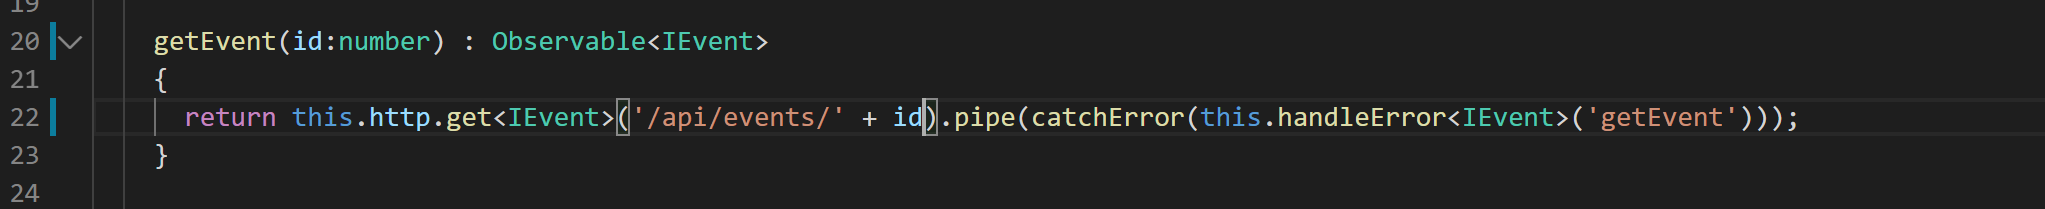 19
20 getEvent(id:number) : Observable<IEvent>
21 {
22 return this.http.get<IEvent>('/api/events/' + id).pipe(catchError(this.handleError<IEvent>('getEvent')));
23 }
24